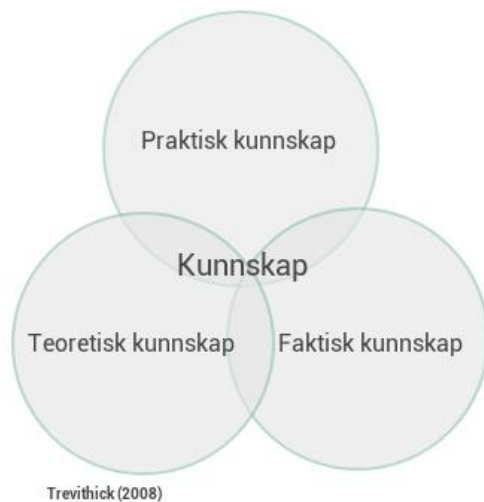 Praktisk kunnskap
Kunnskap
Teoretisk kunnskap
Faktisk kunnskap
Trevithick (2008)